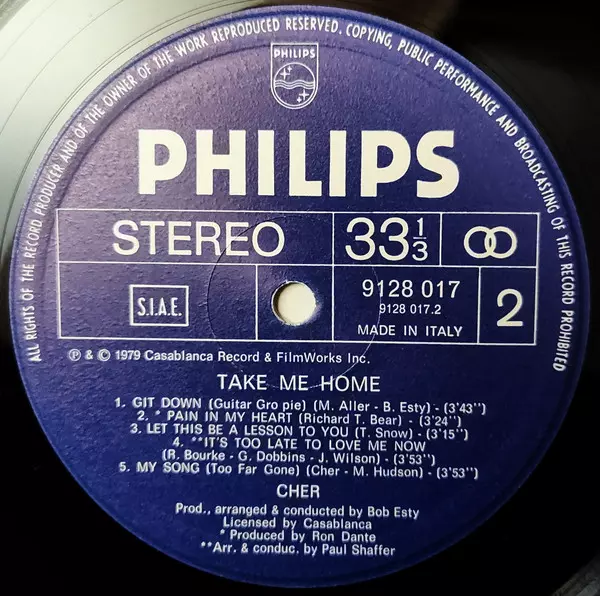 ALL RIGHTS OF THE RECORD PRODUCER AND OF THE OWNER OF THE WORK REPRODUCED RESERVED. COPYING, PUBLIC PERFORMANCE AND BROADCASTING OF THIS RECORD PROHIBITED
PHILIPS
PHILIPS
STEREO 33 1/3
S.I.A.E. 9128 017 2
9128 017.2
MADE IN ITALY
℗ & © 1979 Casablanca Record & FilmWorks Inc.
TAKE ME HOME
1. GIT DOWN (Guitar Gro pie) (M. Aller - B. Esty) - (3'43'')
2. * PAIN IN MY HEART (Richard T. Bear) - (3'24'')
3. LET THIS BE A LESSON TO YOU (T. Snow) - (3'15'')
4. **IT'S TOO LATE TO LOVE ME NOW
(R. Bourke - G. Dobbins - J. Wilson) - (3'53'')
5. MY SONG (Too Far Gone) (Cher - M. Hudson) - (3'53'')
CHER
Prod., arranged & conducted by Bob Esty
Licensed by Casablanca
* Produced by Ron Dante
**Arr. & conduc. by Paul Shaffer